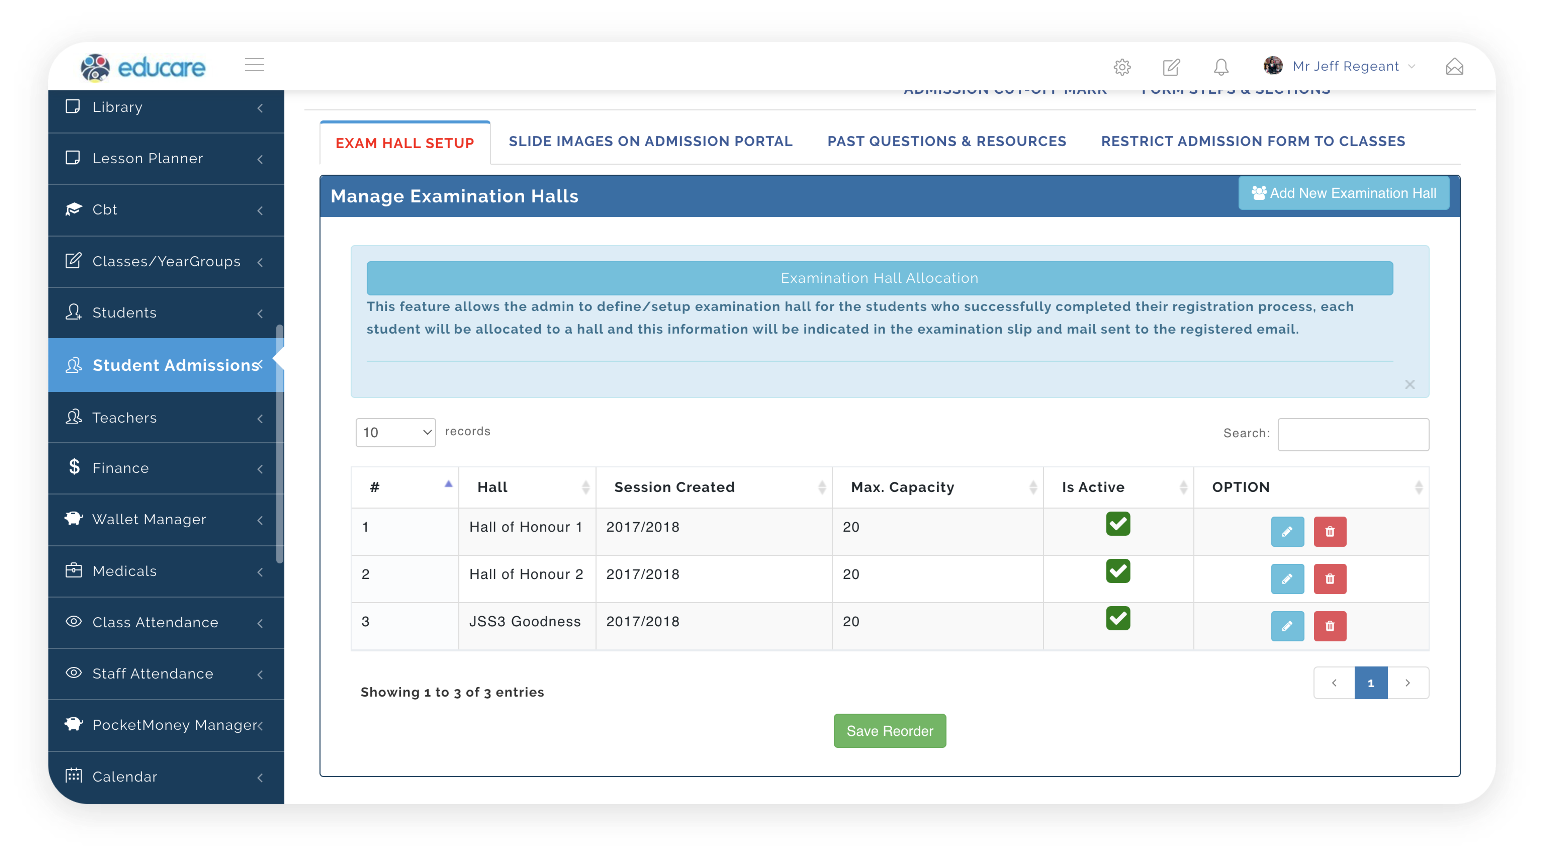 educare
Mr Jeff Regeant
ADMISSION CUT-OFF MARK FORM STEPS & SECTIONS
Library
Lesson Planner
Cbt
Classes/YearGroups
Students
Student Admissions
Teachers
Finance
Wallet Manager
Medicals
Class Attendance
Staff Attendance
PocketMoney Manager
Calendar
EXAM HALL SETUP SLIDE IMAGES ON ADMISSION PORTAL PAST QUESTIONS & RESOURCES RESTRICT ADMISSION FORM TO CLASSES
Manage Examination Halls
Add New Examination Hall
Examination Hall Allocation
This feature allows the admin to define/setup examination hall for the students who successfully completed their registration process, each
student will be allocated to a hall and this information will be indicated in the examination slip and mail sent to the registered email.
×
10 records
Search:
# Hall Session Created Max. Capacity Is Active OPTION
1 Hall of Honour 1 2017/2018 20
2 Hall of Honour 2 2017/2018 20
3 JSS3 Goodness 2017/2018 20
Showing 1 to 3 of 3 entries
1
Save Reorder